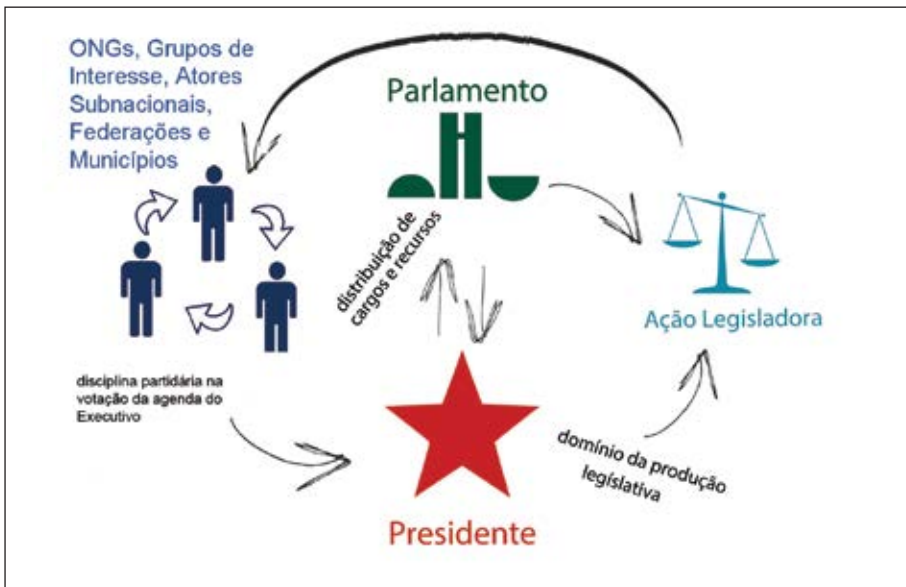 ONGs, Grupos de
Interesse, Atores
Subnacionais,
Federações e
Municípios
Parlamento
distribuição de
cargos e recursos
Ação Legisladora
disciplina partidária na
votação da agenda do
Executivo
domínio da produção
legíslativa
Presidente